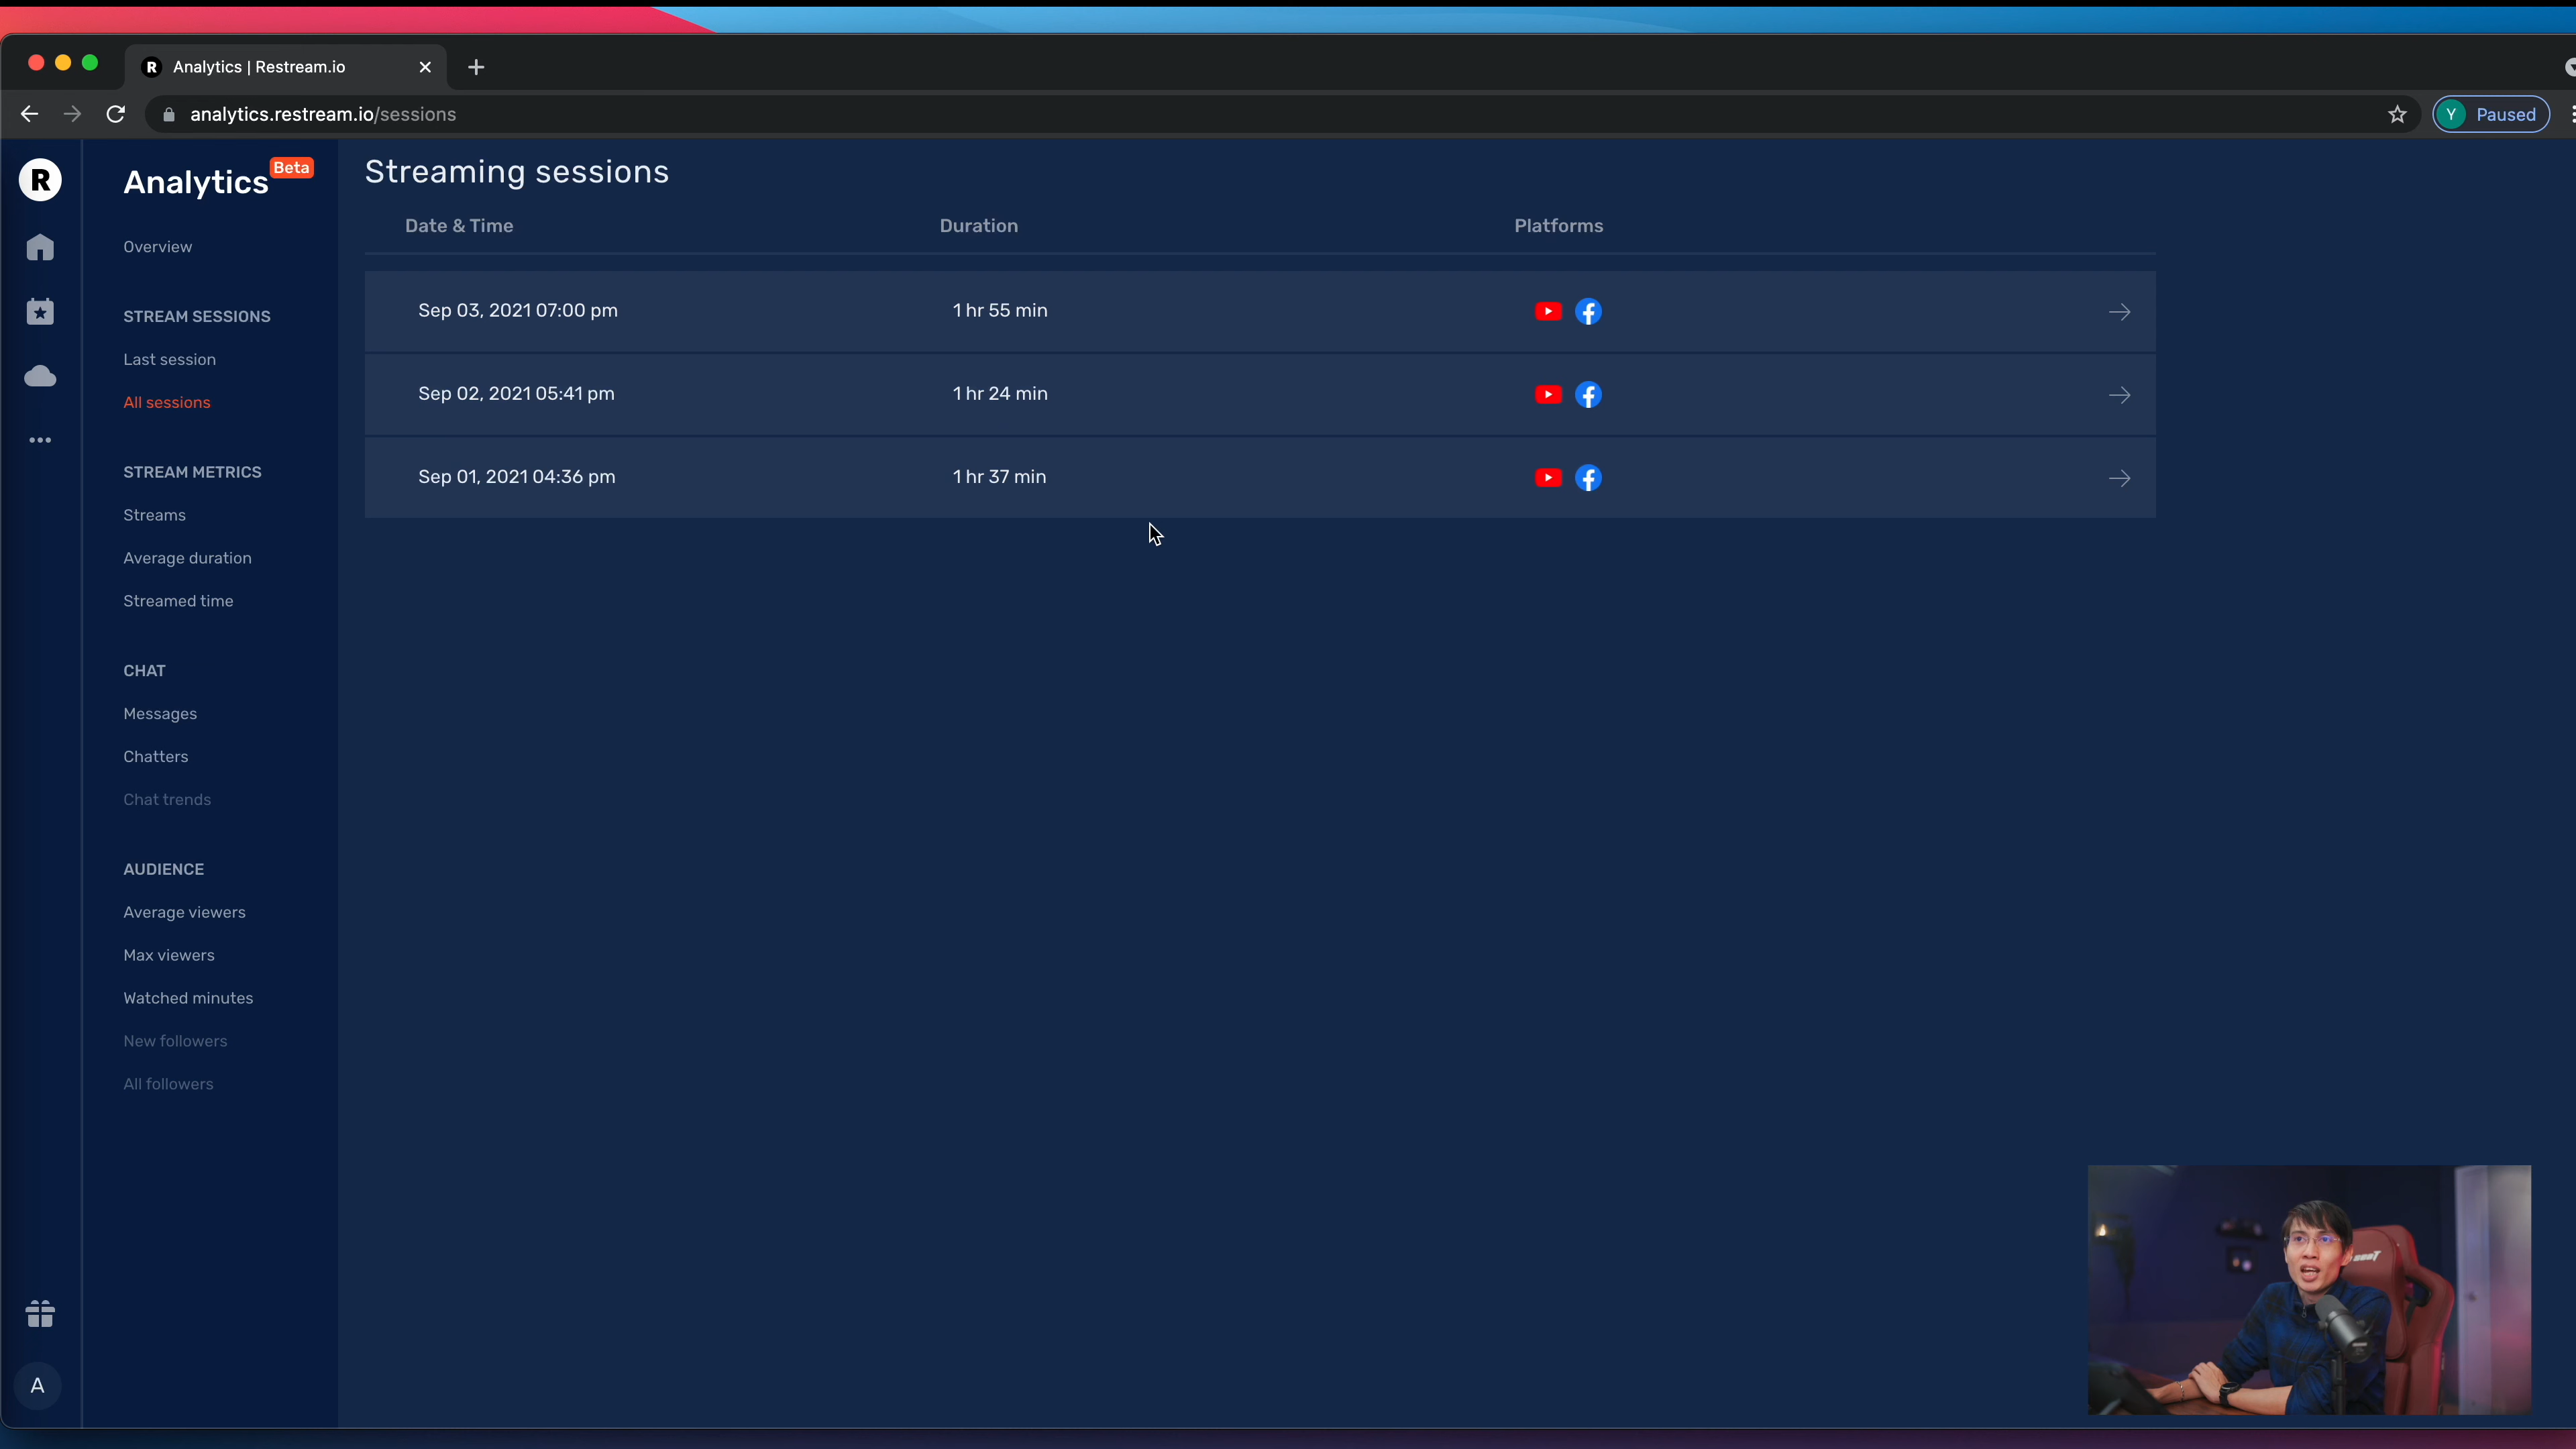 Analytics | Restream.io
analytics.restream.io/sessions
Y Paused
R
Analytics Beta
Overview
STREAM SESSIONS
Last session
All sessions
STREAM METRICS
Streams
Average duration
Streamed time
CHAT
Messages
Chatters
Chat trends
AUDIENCE
Average viewers
Max viewers
Watched minutes
New followers
All followers
A
Streaming sessions
Date & Time Duration Platforms
Sep 03, 2021 07:00 pm 1 hr 55 min
Sep 02, 2021 05:41 pm 1 hr 24 min
Sep 01, 2021 04:36 pm 1 hr 37 min